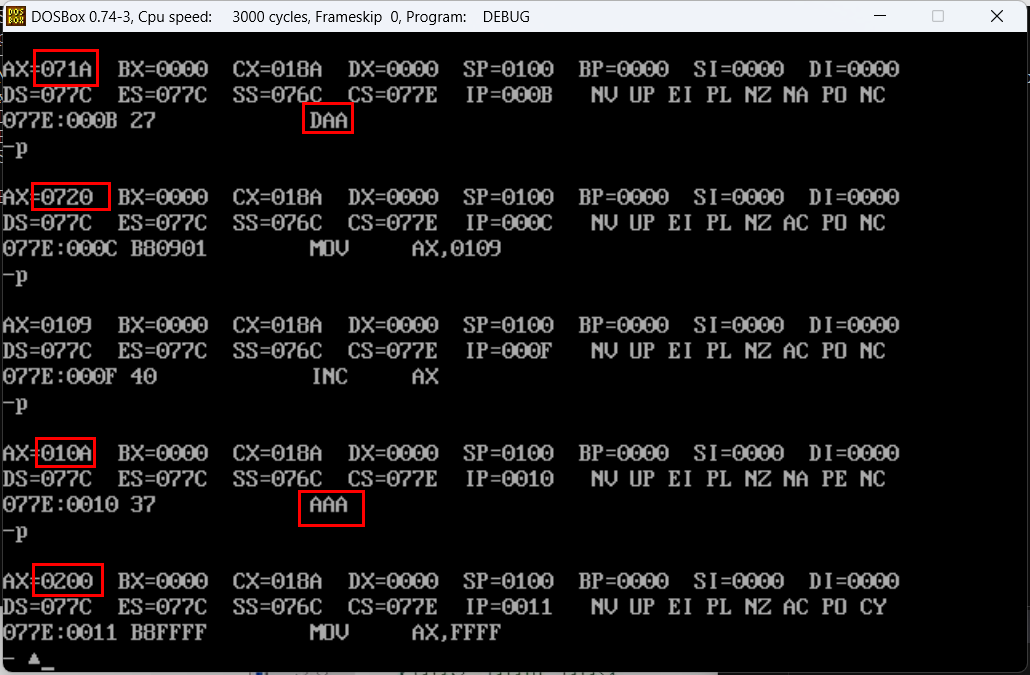 DOSBox 0.74-3, Cpu speed: 3000 cycles, Frameskip 0, Program: DEBUG
AX=071A BX=0000 CX=018A DX=0000 SP=0100 BP=0000 SI=0000 DI=0000
DS=077C ES=077C SS=076C CS=077E IP=000B NV UP EI PL NZ NA PO NC
077E:000B 27 DAA
-p
AX=0720 BX=0000 CX=018A DX=0000 SP=0100 BP=0000 SI=0000 DI=0000
DS=077C ES=077C SS=076C CS=077E IP=000C NV UP EI PL NZ AC PO NC
077E:000C B80901 MOV AX,0109
-p
AX=0109 BX=0000 CX=018A DX=0000 SP=0100 BP=0000 SI=0000 DI=0000
DS=077C ES=077C SS=076C CS=077E IP=000F NV UP EI PL NZ AC PO NC
077E:000F 40 INC AX
-p
AX=010A BX=0000 CX=018A DX=0000 SP=0100 BP=0000 SI=0000 DI=0000
DS=077C ES=077C SS=076C CS=077E IP=0010 NV UP EI PL NZ NA PE NC
077E:0010 37 AAA
-p
AX=0200 BX=0000 CX=018A DX=0000 SP=0100 BP=0000 SI=0000 DI=0000
DS=077C ES=077C SS=076C CS=077E IP=0011 NV UP EI PL NZ AC PO CY
077E:0011 B8FFFF MOV AX,FFFF
- ▲_